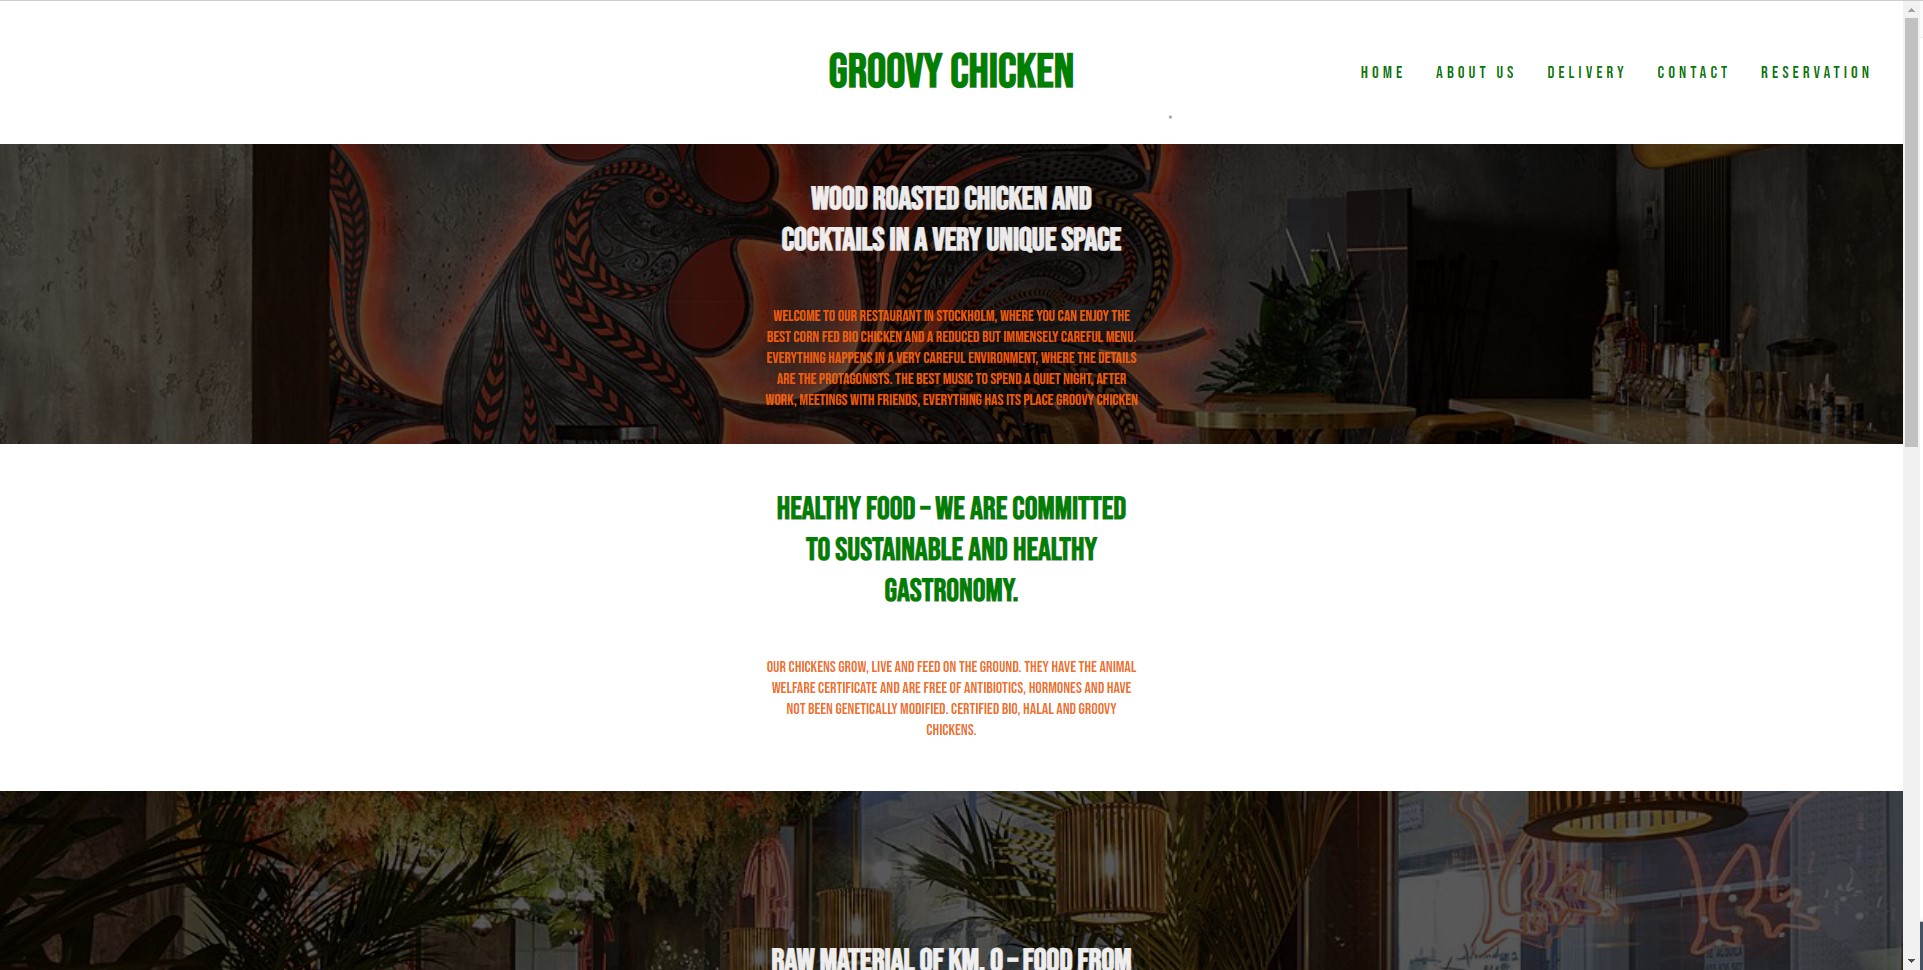 GROOVY CHICKEN
HOME ABOUT US DELIVERY CONTACT RESERVATION
WOOD ROASTED CHICKEN AND
COCKTAILS IN A VERY UNIQUE SPACE
WELCOME TO OUR RESTAURANT IN STOCKHOLM, WHERE YOU CAN ENJOY THE
BEST CORN FED BIO CHICKEN AND A REDUCED BUT IMMENSELY CAREFUL MENU.
EVERYTHING HAPPENS IN A VERY CAREFUL ENVIRONMENT, WHERE THE DETAILS
ARE THE PROTAGONISTS. THE BEST MUSIC TO SPEND A QUIET NIGHT, AFTER
WORK, MEETINGS WITH FRIENDS, EVERYTHING HAS ITS PLACE GROOVY CHICKEN
HEALTHY FOOD – WE ARE COMMITTED
TO SUSTAINABLE AND HEALTHY
GASTRONOMY.
OUR CHICKENS GROW, LIVE AND FEED ON THE GROUND. THEY HAVE THE ANIMAL
WELFARE CERTIFICATE AND ARE FREE OF ANTIBIOTICS, HORMONES AND HAVE
NOT BEEN GENETICALLY MODIFIED. CERTIFIED BIO, HALAL AND GROOVY
CHICKENS.
RAW MATERIAL OF KM. 0 – FOOD FROM